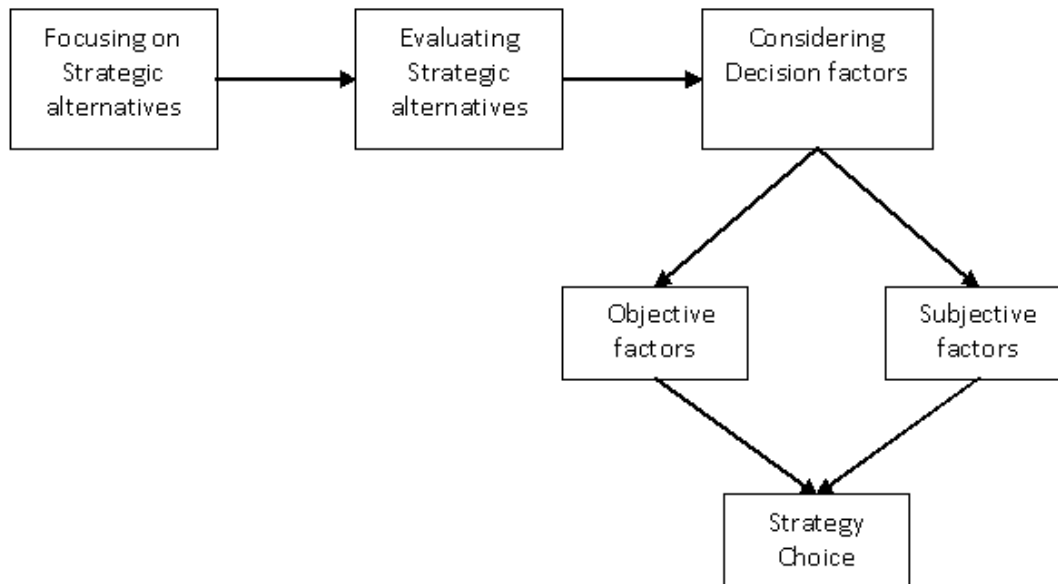 Focusing on
Strategic
alternatives
Evaluating
Strategic
alternatives
Considering
Decision factors
Objective
factors
Subjective
factors
Strategy
Choice